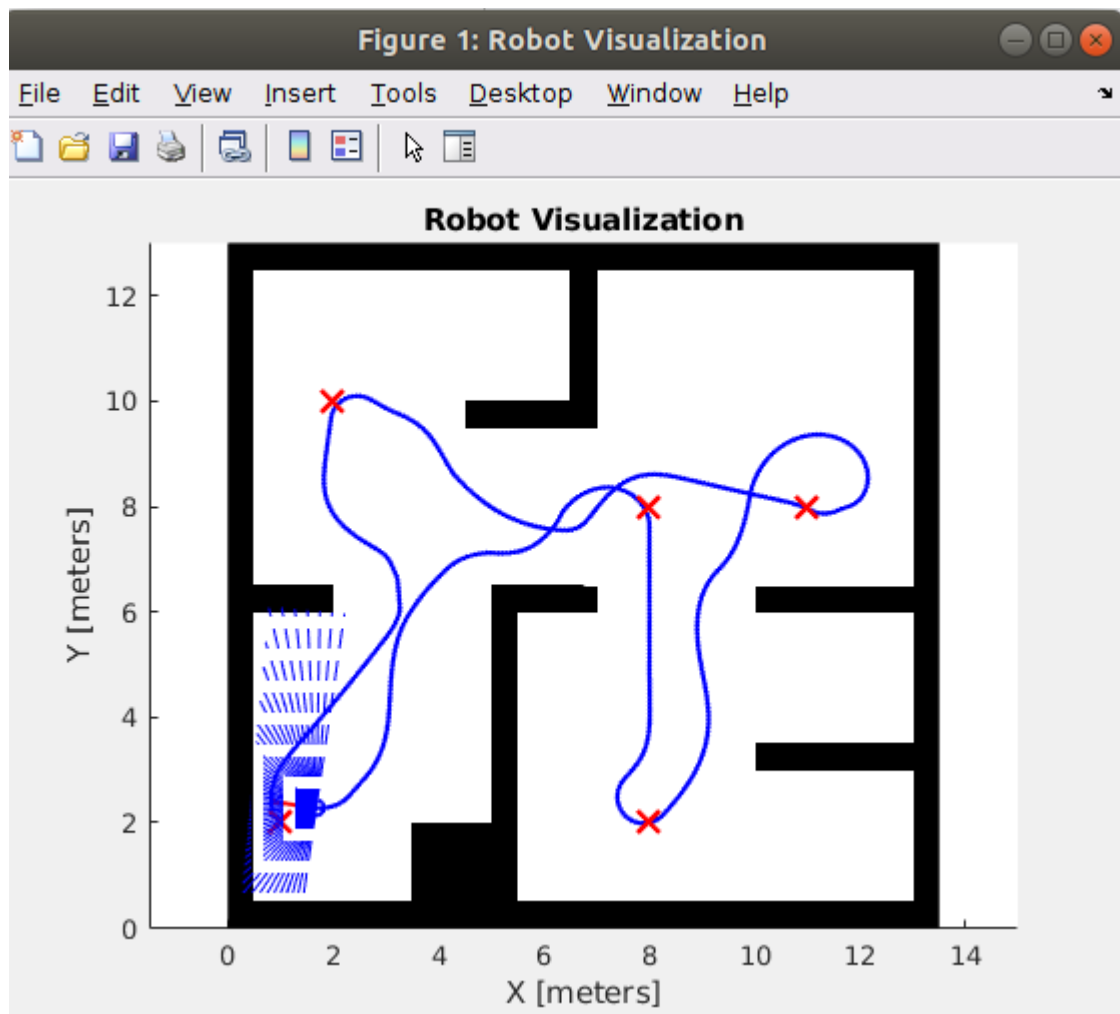 Figure 1: Robot Visualization
File Edit View Insert Tools Desktop Window Help
Robot Visualization
12
10
8
6
4
2
0
Y [meters]
0 2 4 6 8 10 12 14
X [meters]